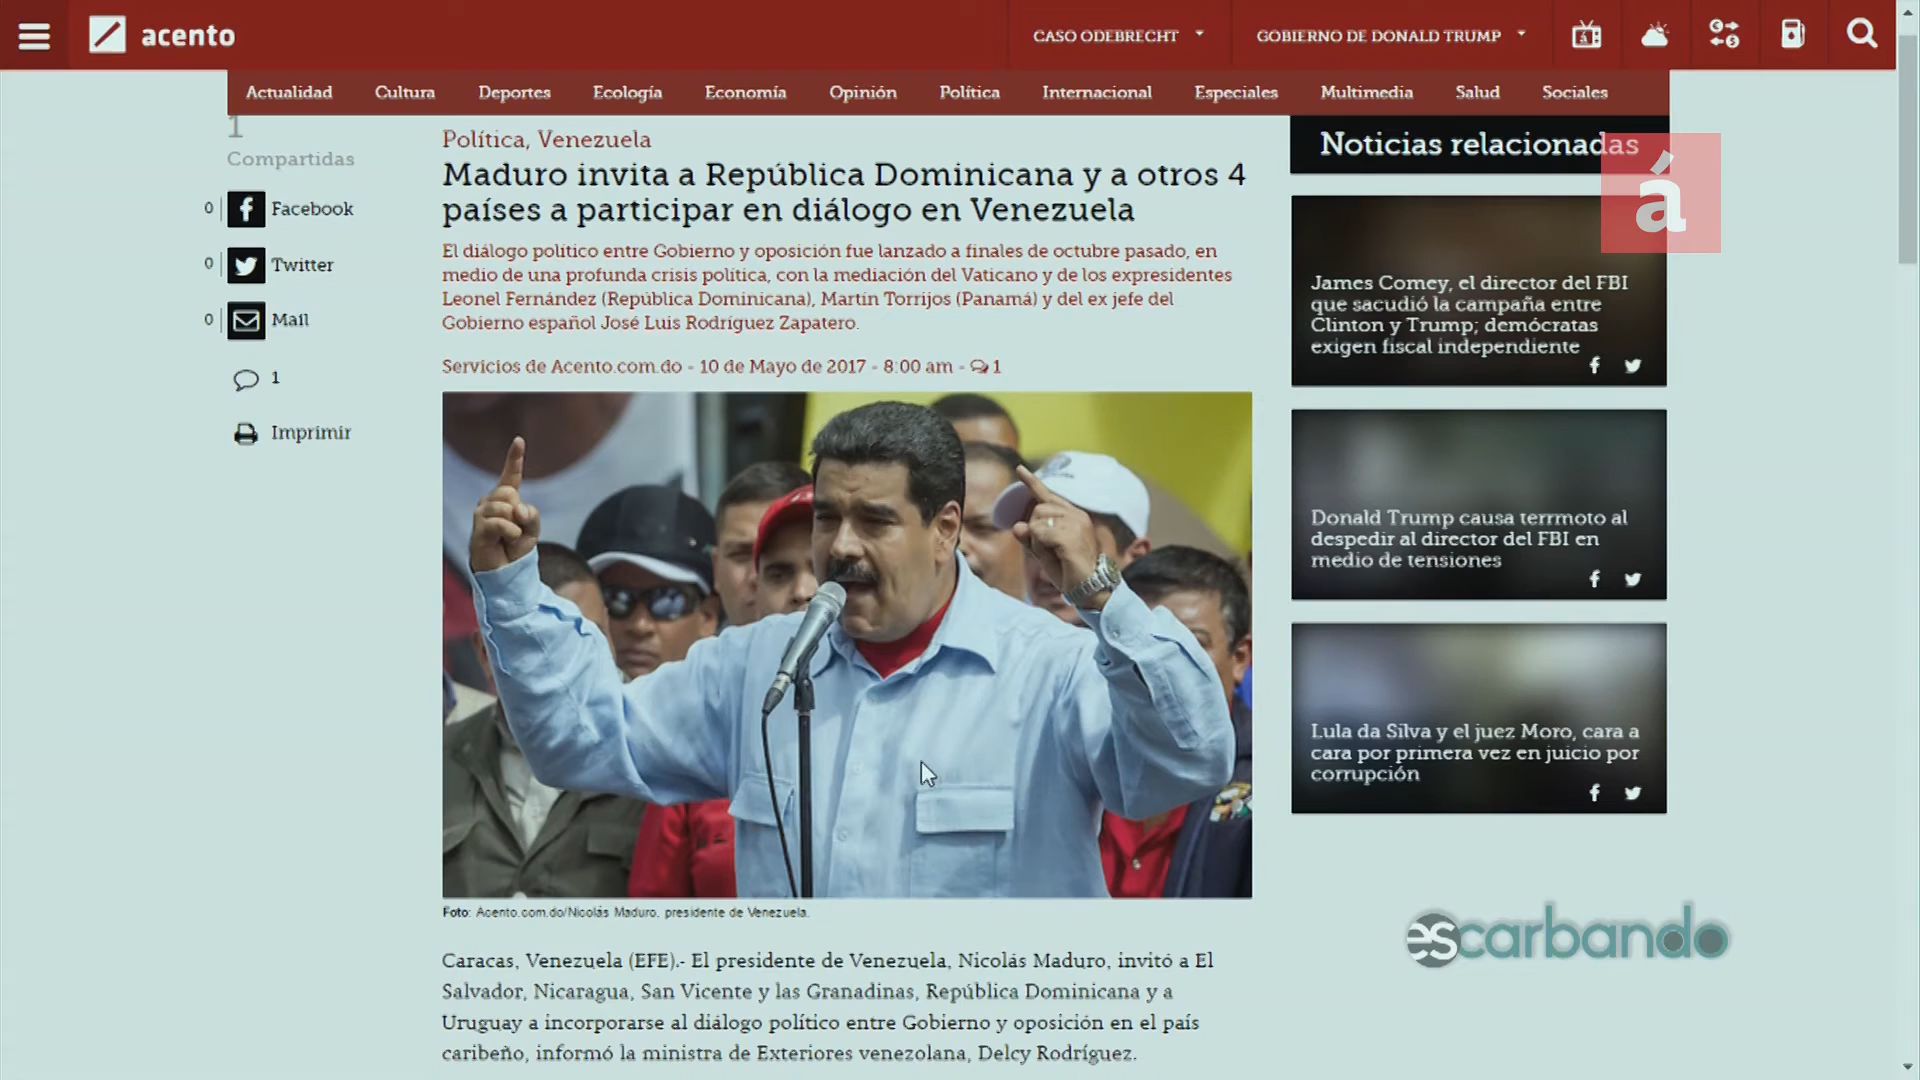 acento
CASO ODEBRECHT
GOBIERNO DE DONALD TRUMP
Actualidad
Cultura
Deportes
Ecología
Economía
Opinión
Política
Internacional
Especiales
Multimedia
Salud
Sociales
1
Compartidas
0 Facebook
0 Twitter
0 Mail
1
Imprimir
Política, Venezuela
Maduro invita a República Dominicana y a otros 4
países a participar en diálogo en Venezuela
El diálogo político entre Gobierno y oposición fue lanzado a finales de octubre pasado, en
medio de una profunda crisis política, con la mediación del Vaticano y de los expresidentes
Leonel Fernández (República Dominicana), Martín Torrijos (Panamá) y del ex jefe del
Gobierno español José Luis Rodríguez Zapatero.
Servicios de Acento.com.do - 10 de Mayo de 2017 - 8:00 am - 1
Foto: Acento.com.do/Nicolás Maduro, presidente de Venezuela.
Caracas, Venezuela (EFE).- El presidente de Venezuela, Nicolás Maduro, invitó a El
Salvador, Nicaragua, San Vicente y las Granadinas, República Dominicana y a
Uruguay a incorporarse al diálogo político entre Gobierno y oposición en el país
caribeño, informó la ministra de Exteriores venezolana, Delcy Rodríguez.
Noticias relacionadas
á
James Comey, el director del FBI
que sacudió la campaña entre
Clinton y Trump; demócratas
exigen fiscal independiente
Donald Trump causa terrmoto al
despedir al director del FBI en
medio de tensiones
Lula da Silva y el juez Moro, cara a
cara por primera vez en juicio por
corrupción
escarbando